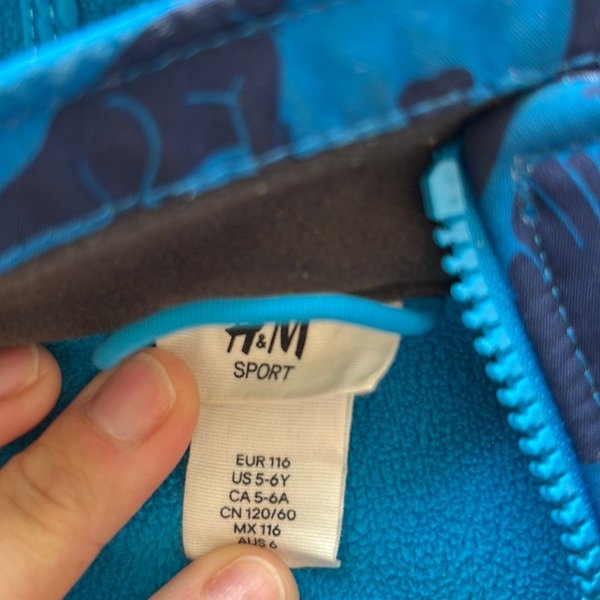 H&M
SPORT
EUR 116
US 5-6Y
CA 5-6A
CN 120/60
MX 116
AUS 6